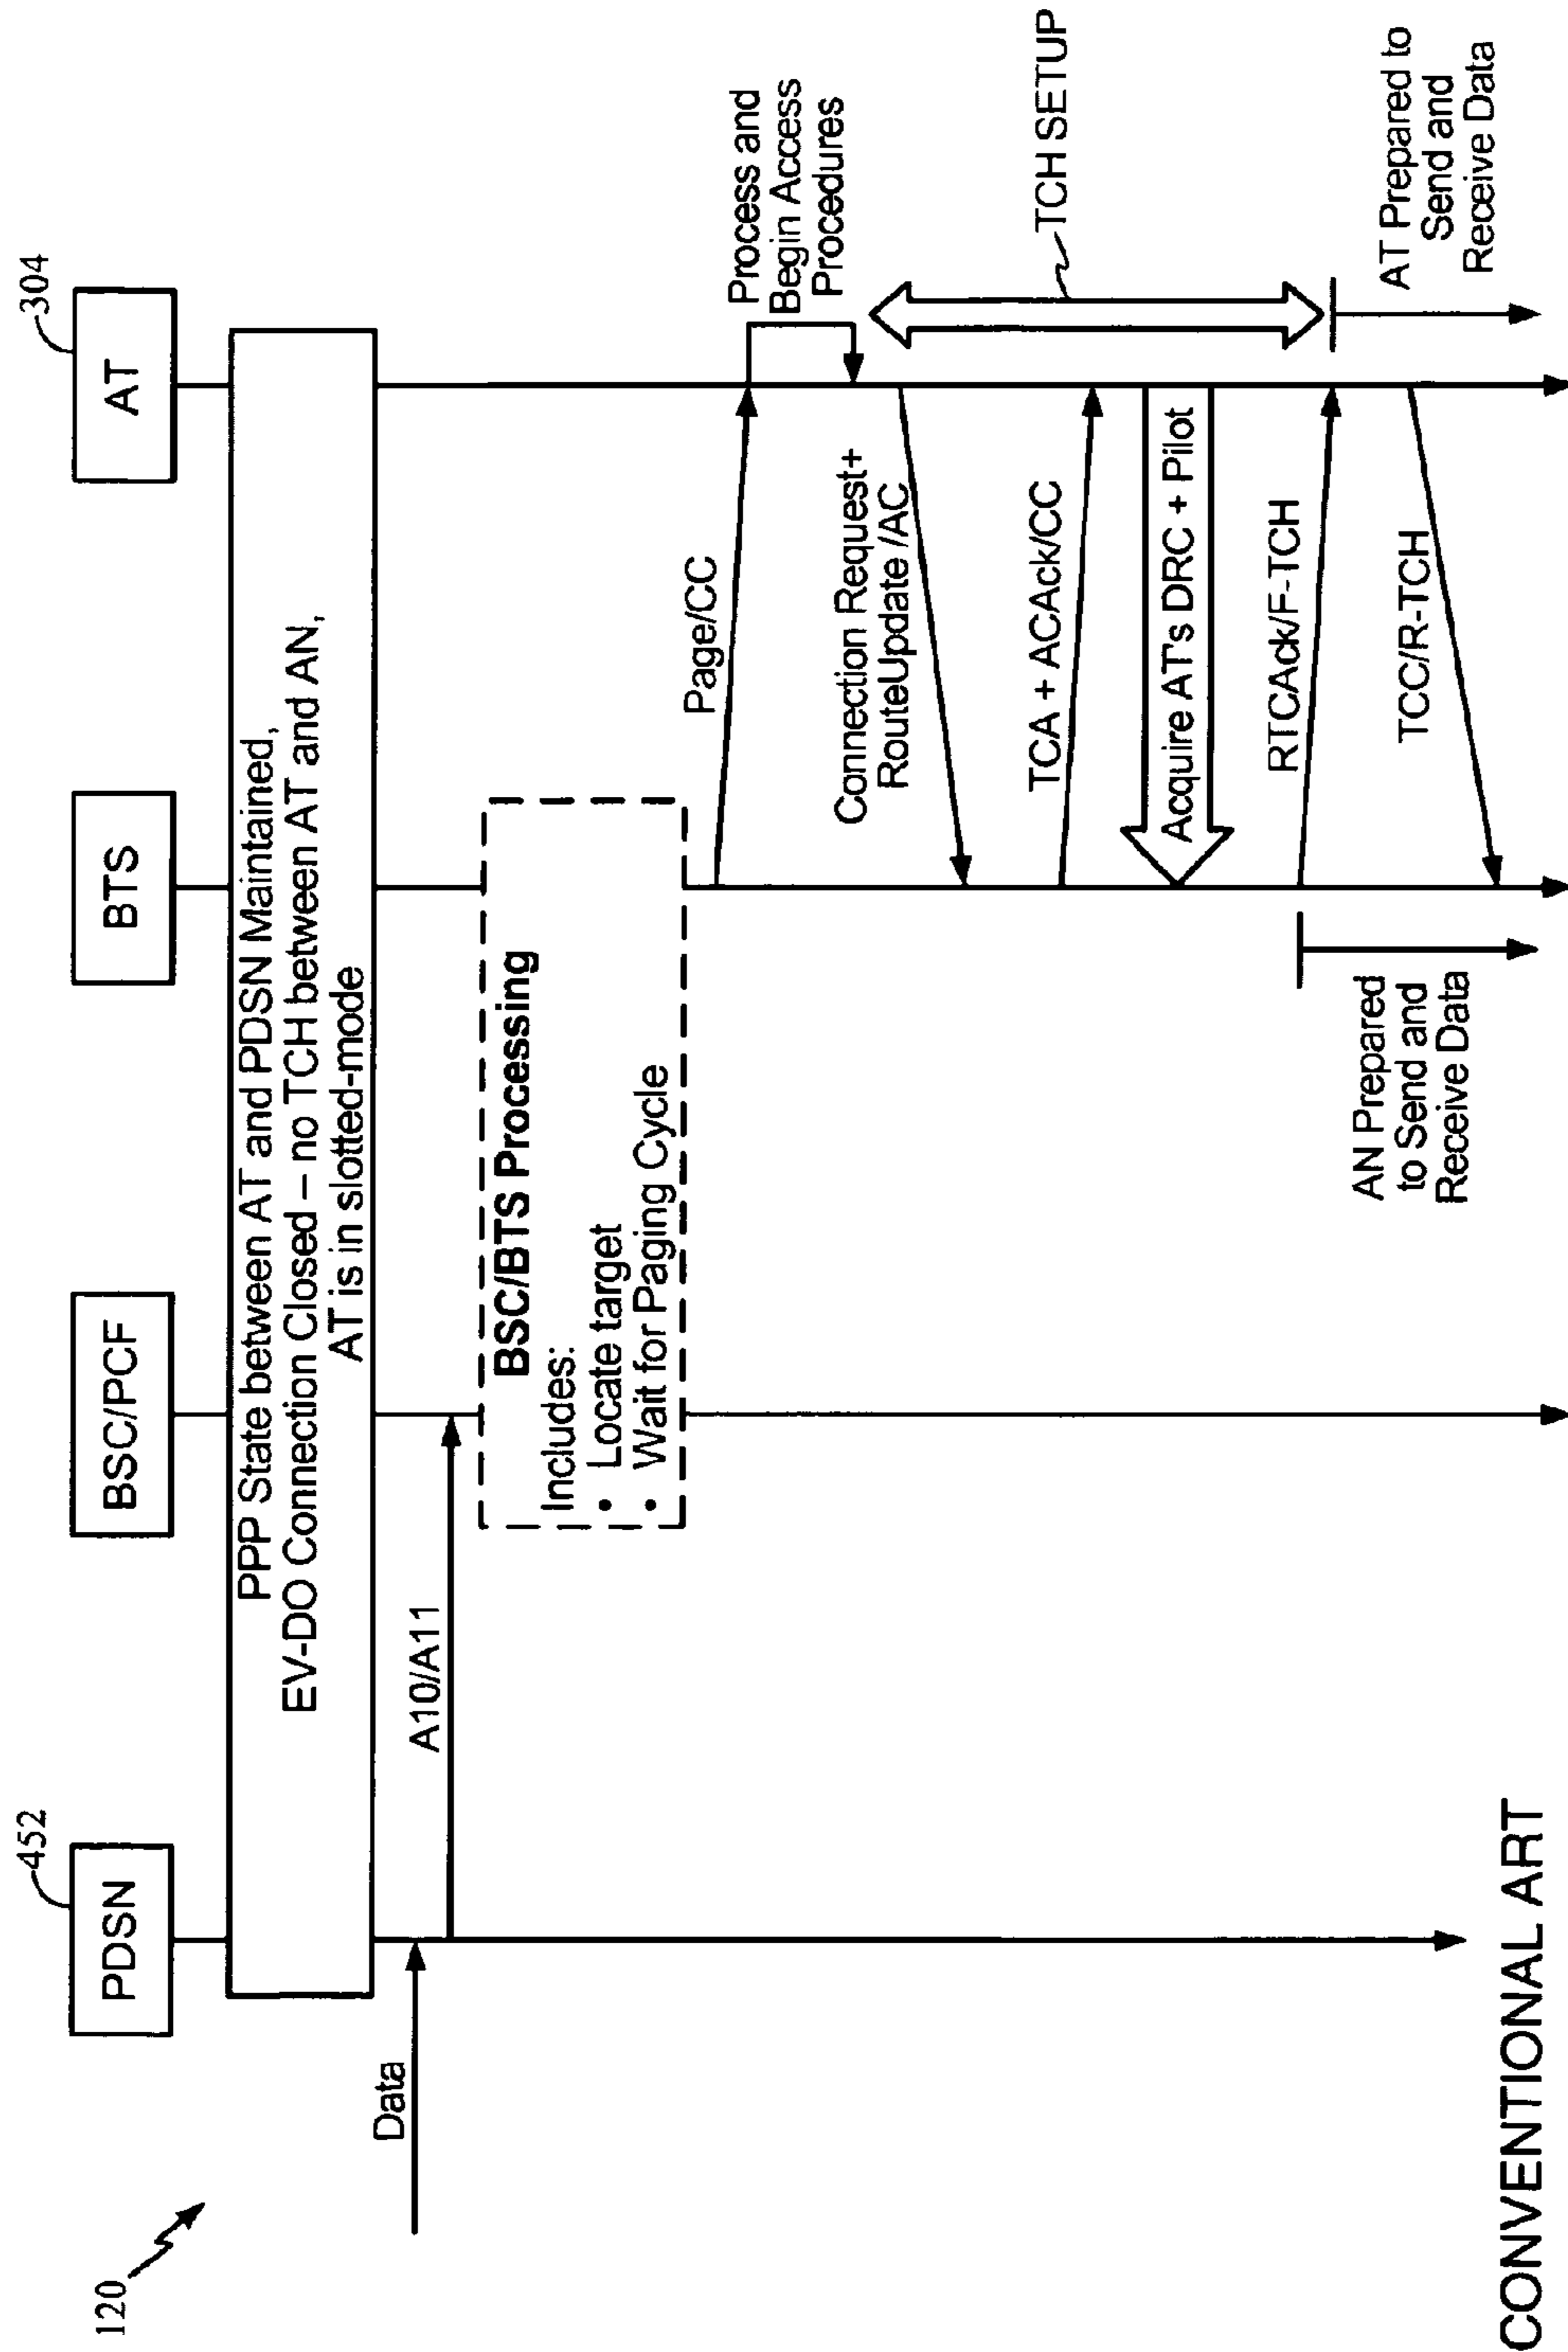 120
452
304
PDSN
BSC/PCF
BTS
AT
PPP State between AT and PDSN Maintained,
EV-DO Connection Closed – no TCH between AT and AN,
AT is in slotted-mode
Data
A10/A11
BSC/BTS Processing
Includes:
• Locate target
• Wait for Paging Cycle
Page/CC
Process and
Begin Access
Procedures
Connection Request+
RouteUpdate /AC
TCH SETUP
TCA + ACAck/CC
Acquire AT's DRC + Pilot
RTCAck/F-TCH
AN Prepared
to Send and
Receive Data
AT Prepared to
Send and
Receive Data
TCC/R-TCH
CONVENTIONAL ART